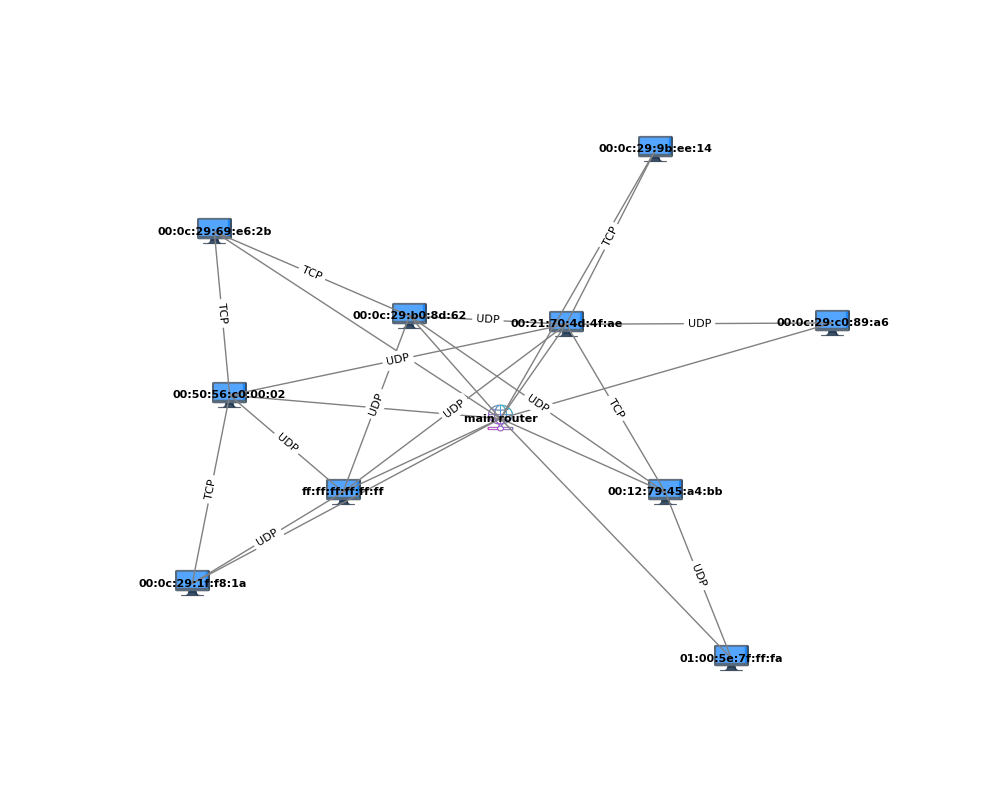 00:0c:29:9b:ee:14
00:0c:29:69:e6:2b
TCP
TCP
TCP
00:0c:29:b0:8d:62
UDP
00:21:70:4d:4f:ae
UDP
00:0c:29:c0:89:a6
UDP
00:50:56:c0:00:02
UDP
UDP
UDP
TCP
main router
UDP
ff:ff:ff:ff:ff:ff
00:12:79:45:a4:bb
TCP
UDP
UDP
00:0c:29:1f:f8:1a
01:00:5e:7f:ff:fa